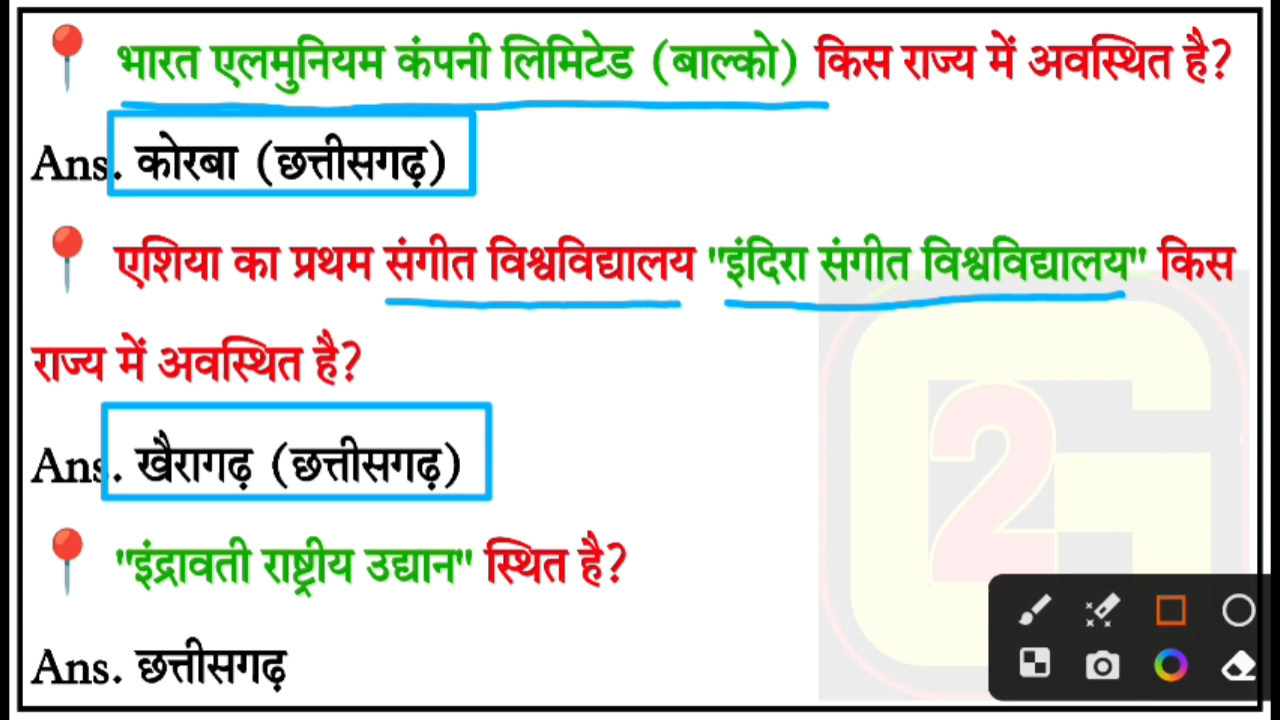 भारत एलमुनियम कंपनी लिमिटेड (बाल्को) किस राज्य में अवस्थित है?
Ans. कोरबा (छत्तीसगढ़)
एशिया का प्रथम संगीत विश्वविद्यालय "इंदिरा संगीत विश्वविद्यालय" किस
राज्य में अवस्थित है?
Ans. खैरागढ़ (छत्तीसगढ़)
"इंद्रावती राष्ट्रीय उद्यान" स्थित है?
Ans. छत्तीसगढ़
G2